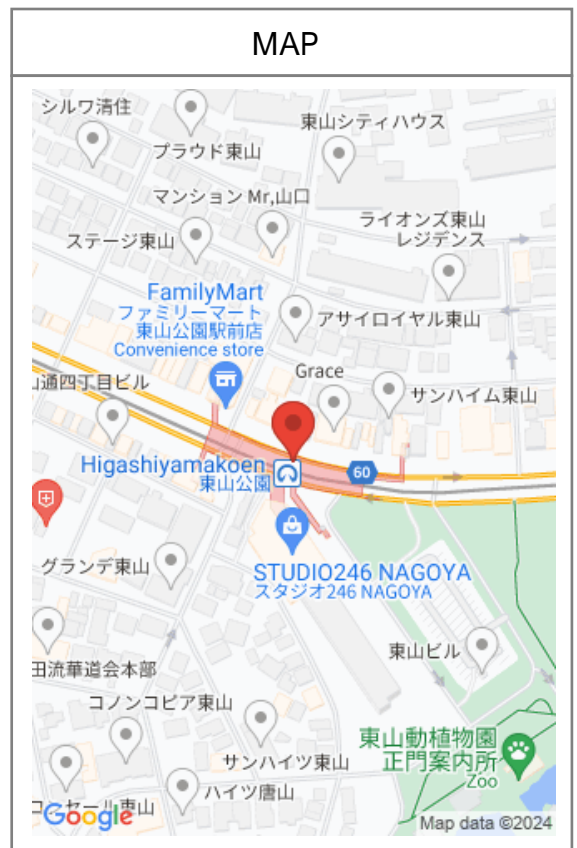 MAP
シルワ清住
東山シティハウス
プラウド東山
マンション Mr,山口
ライオンズ東山
レジデンス
ステージ東山
FamilyMart
ファミリーマート
東山公園駅前店
Convenience store
アサイロイヤル東山
Grace
山通四丁目ビル
サンハイム東山
Higashiyamakoen
東山公園
60
STUDIO246 NAGOYA
スタジオ246 NAGOYA
グランデ東山
東山ビル
田流華道会本部
コノンコピア東山
東山動植物園
正門案内所
Zoo
サンハイツ東山
ハイツ唐山
セール東山
Google
Map data ©2024